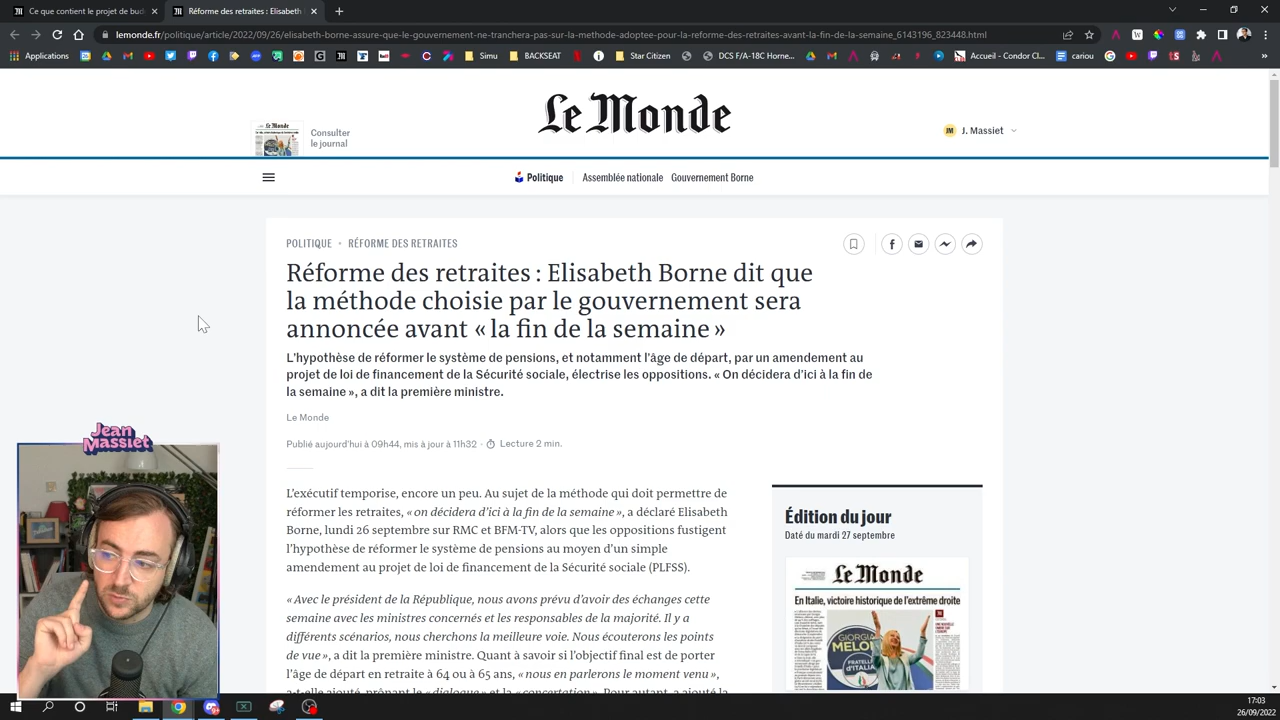 Ce que contient le projet de bud
Réformes des retraites : Elisabet
lemonde.fr/politique/article/2022/09/26/elisabeth-borne-assure-que-le-gouvernement-ne-tranchera-pas-sur-la-methode-adoptee-pour-la-reforme-des-retraites-avant-la-fin-de-la-semaine_6143196_823448.html
Applications
Simu
BACKSEAT
Star Citizen
DCS F/A-18C Horne...
Accueil - Condor Cl...
cariou
Le Monde
Consulter
le journal
J. Massiet
Politique
Assemblée nationale
Gouvernement Borne
POLITIQUE • RÉFORME DES RETRAITES
Réforme des retraites : Elisabeth Borne dit que
la méthode choisie par le gouvernement sera
annoncée avant « la fin de la semaine »
L'hypothèse de réformer le système de pensions, et notamment l'âge de départ, par un amendement au
projet de loi de financement de la Sécurité sociale, électrise les oppositions. « On décidera d'ici à la fin de
la semaine », a dit la première ministre.
Le Monde
Publié aujourd'hui à 09h44, mis à jour à 11h32 · Lecture 2 min.
L'exécutif temporise, encore un peu. Au sujet de la méthode qui doit permettre de
réformer les retraites, « on décidera d'ici à la fin de la semaine », a déclaré Elisabeth
Borne, lundi 26 septembre sur RMC et BFM-TV, alors que les oppositions fustigent
l'hypothèse de réformer le système de pensions au moyen d'un simple
amendement au projet de loi de financement de la Sécurité sociale (PLFSS).
« Avec le président de la République, nous avons prévu d'avoir des échanges cette
semaine avec les ministres concernés et les responsables de la majorité. Il y a
différents scénarios, nous cherchons la meilleure voie. Nous écouterons les points
de vue », a dit la première ministre. Quant à savoir si l'objectif final est de porter
l'âge de départ à la retraite à 64 ou à 65 ans, « nous en parlerons le moment venu »,
Édition du jour
Daté du mardi 27 septembre
Le Monde
En Italie, victoire historique de l'extrême droite
GIORGIA
MELONI
FRATELLI
d'ITALIA
Jean
Massiet
17:03
26/09/2022